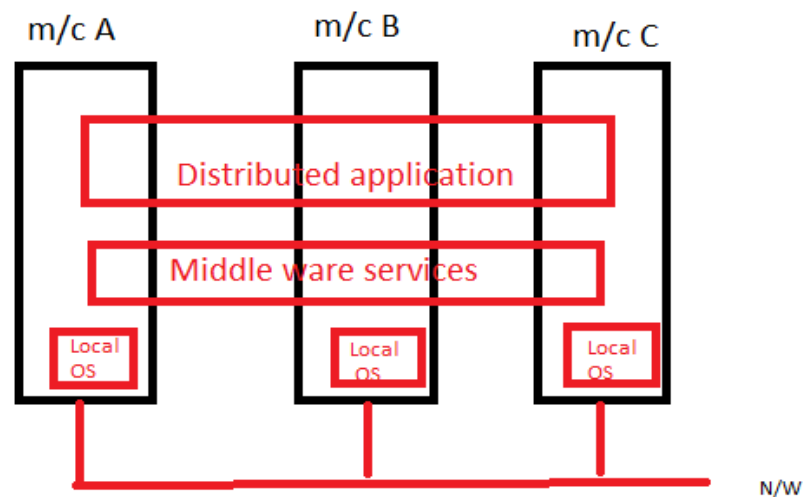 m/c A
m/c B
m/c C
Distributed application
Middle ware services
Local
OS
Local
OS
Local
OS
N/W